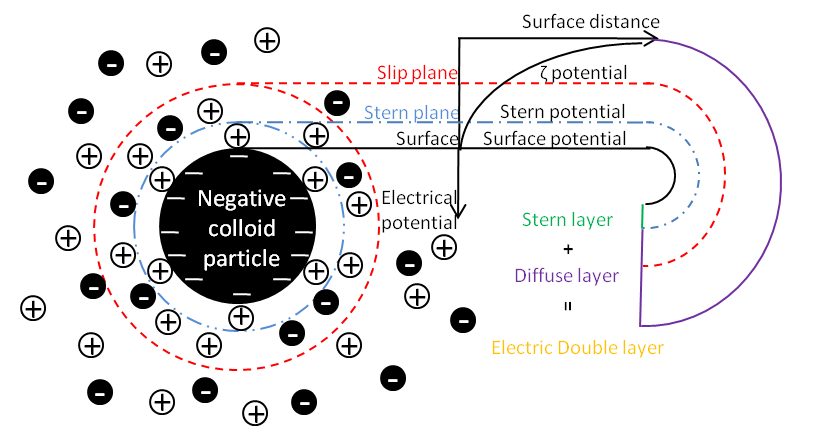 Surface distance
Slip plane
ζ potential
Stern plane
Stern potential
Surface
Surface potential
Negative
colloid
particle
Electrical
potential
Stern layer
+
Diffuse layer
=
Electric Double layer